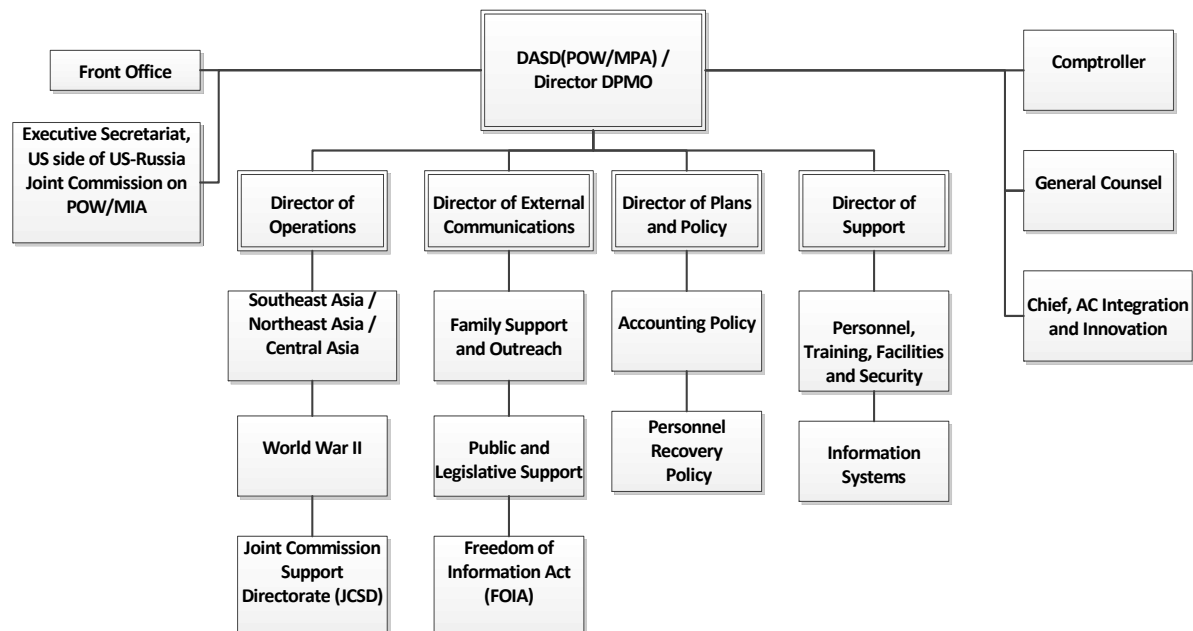 DASD(POW/MPA) /
Director DPMO
Front Office
Executive Secretariat,
US side of US-Russia
Joint Commission on
POW/MIA
Comptroller
General Counsel
Chief, AC Integration
and Innovation
Director of
Operations
Southeast Asia /
Northeast Asia /
Central Asia
World War II
Joint Commission
Support
Directorate (JCSD)
Director of External
Communications
Family Support
and Outreach
Public and
Legislative Support
Freedom of
Information Act
(FOIA)
Director of Plans
and Policy
Accounting Policy
Personnel
Recovery
Policy
Director of
Support
Personnel,
Training, Facilities
and Security
Information
Systems